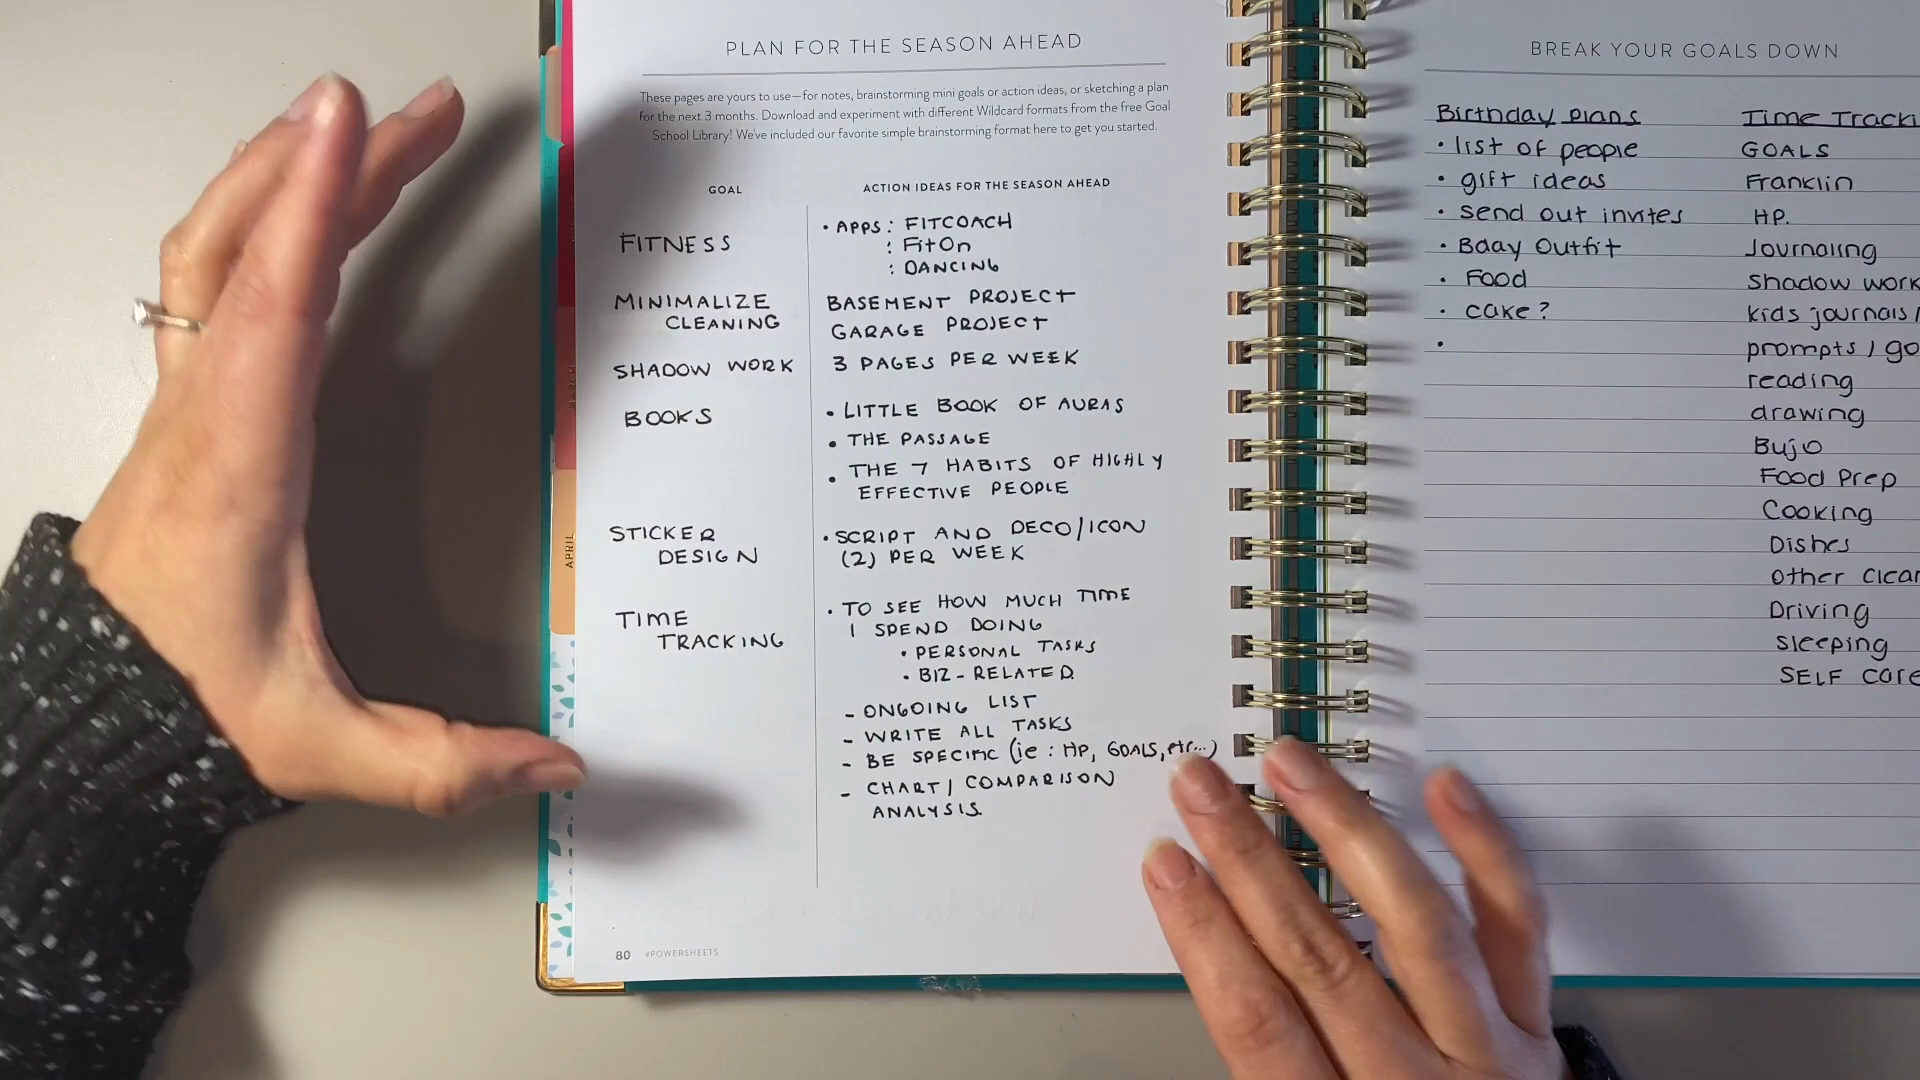 PLAN FOR THE SEASON AHEAD
These pages are yours to use—for notes, brainstorming mini goals or action ideas, or sketching a plan
for the next 3 months. Download and experiment with different Wildcard formats from the free Goal
School Library! We've included our favorite simple brainstorming format here to get you started.
GOAL
ACTION IDEAS FOR THE SEASON AHEAD
FITNESS
• APPS: FITCOACH
: FitOn
: DANCING
MINIMALIZE
CLEANING
BASEMENT PROJECT
GARAGE PROJECT
SHADOW WORK
3 PAGES PER WEEK
BOOKS
• LITTLE BOOK OF AURAS
• THE PASSAGE
• THE 7 HABITS OF HIGHLY
EFFECTIVE PEOPLE
STICKER
DESIGN
• SCRIPT AND DECO/ICON
(2) PER WEEK
TIME
TRACKING
• TO SEE HOW MUCH TIME
I SPEND DOING
• PERSONAL TASKS
• BIZ-RELATED
- ONGOING LIST
- WRITE ALL TASKS
- BE SPECIFIC (ie: HP, GOALS, etc...)
- CHART/COMPARISON
ANALYSIS
80 #POWERSHEETS
APRIL
BREAK YOUR GOALS DOWN
Birthday plans
• list of people
• gift ideas
• send out invites
• Bday Outfit
• Food
• cake?
•
Time Tracki
GOALS
Franklin
HP.
Journaling
shadow work
kids journals/
prompts / go
reading
drawing
Bujo
Food Prep
Cooking
Dishes
other clean
Driving
sleeping
SELF care